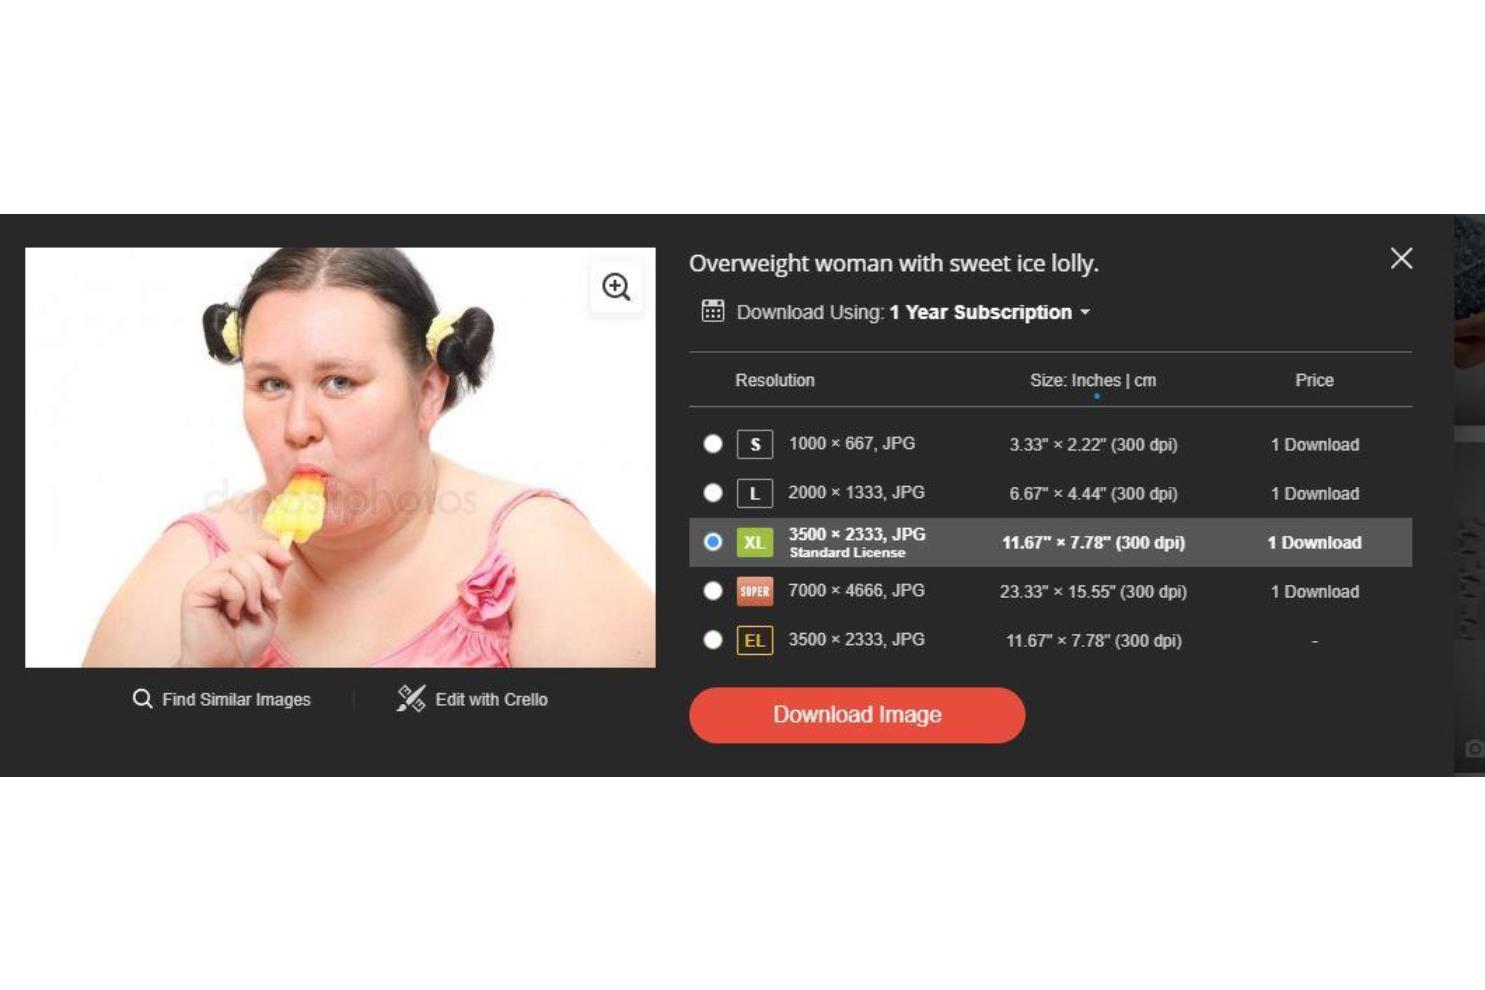 Overweight woman with sweet ice lolly.
Download Using: 1 Year Subscription
Resolution Size: Inches | cm Price
S 1000 × 667, JPG 3.33" × 2.22" (300 dpi) 1 Download
L 2000 × 1333, JPG 6.67" × 4.44" (300 dpi) 1 Download
XL 3500 × 2333, JPG 11.67" × 7.78" (300 dpi) 1 Download
Standard License
SUPER 7000 × 4666, JPG 23.33" × 15.55" (300 dpi) 1 Download
EL 3500 × 2333, JPG 11.67" × 7.78" (300 dpi) -
Download Image
depositphotos
Find Similar Images | Edit with Crello